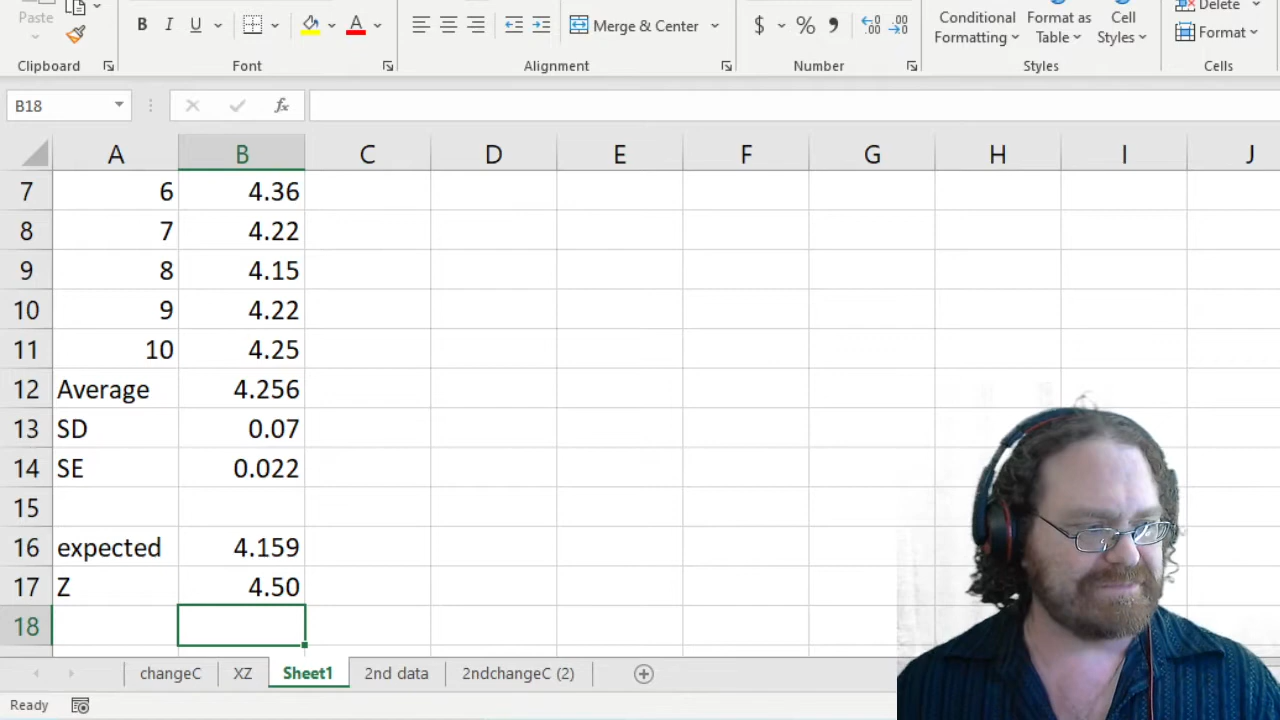 Paste
B I U
Merge & Center
$ % ,
Conditional Formatting
Format as Table
Cell Styles
Delete
Format
Clipboard
Font
Alignment
Number
Styles
Cells
B18
fx
A B C D E F G H I J
7 6 4.36
8 7 4.22
9 8 4.15
10 9 4.22
11 10 4.25
12 Average 4.256
13 SD 0.07
14 SE 0.022
15
16 expected 4.159
17 Z 4.50
18
changeC XZ Sheet1 2nd data 2ndchangeC (2)
Ready